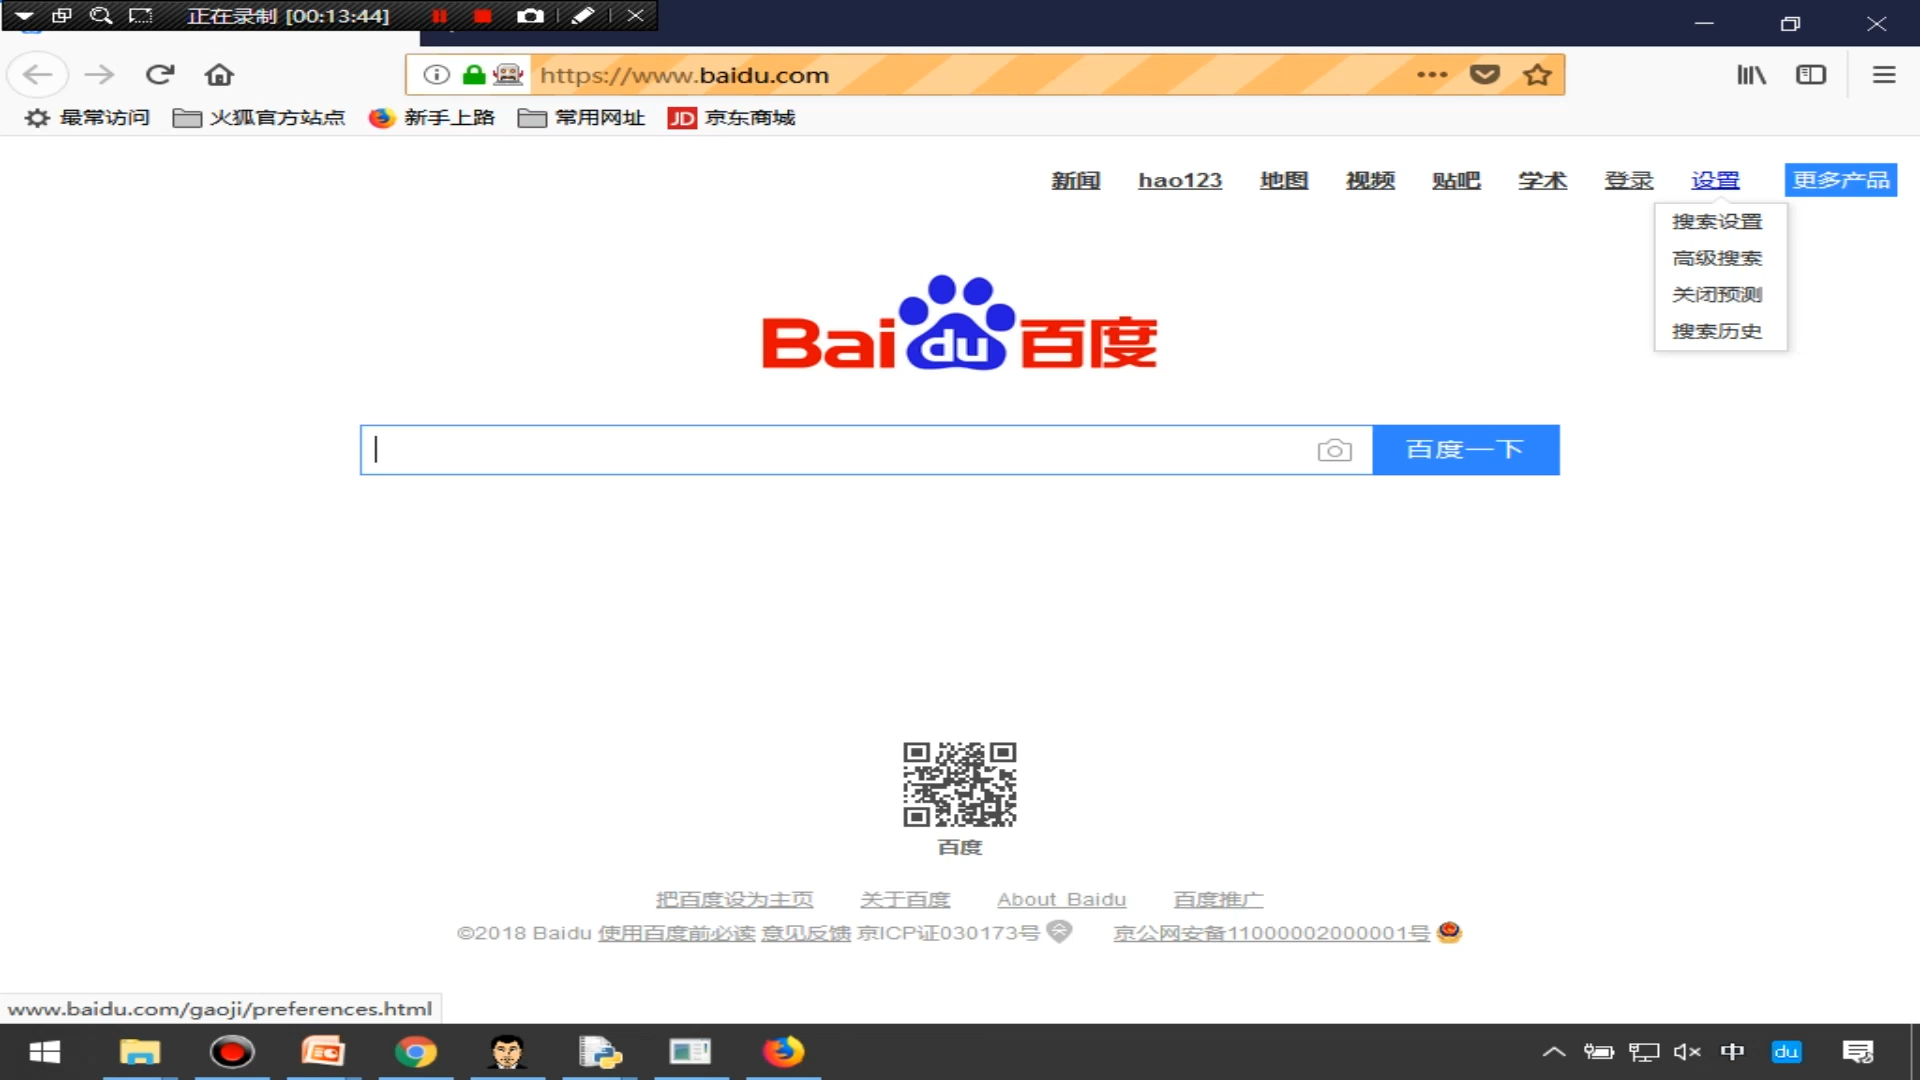 正在录制 [00:13:44]
https://www.baidu.com
最常访问 火狐官方站点 新手上路 常用网址 JD 京东商城
新闻 hao123 地图 视频 贴吧 学术 登录 设置 更多产品
搜索设置
高级搜索
关闭预测
搜索历史
Bai du 百度
百度一下
百度
把百度设为主页 关于百度 About Baidu 百度推广
©2018 Baidu 使用百度前必读 意见反馈 京ICP证030173号 京公网安备11000002000001号
www.baidu.com/gaoji/preferences.html
中 du